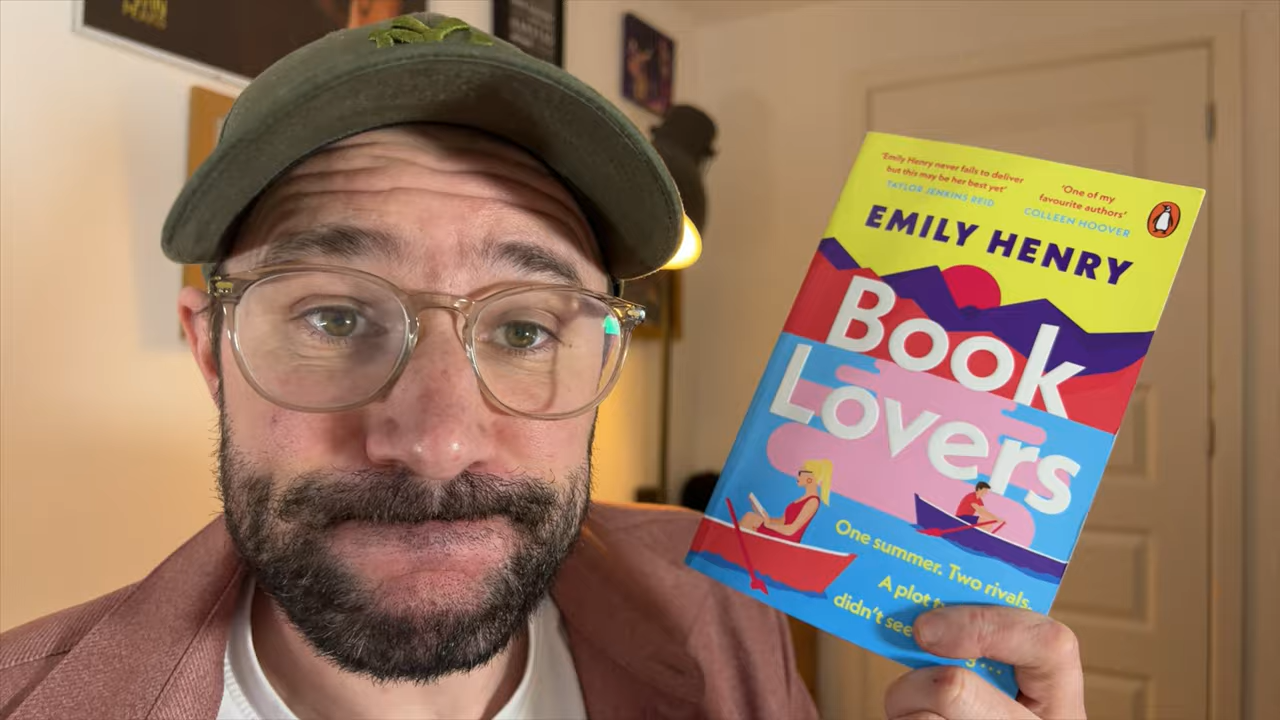 'Emily Henry never fails to deliver
but this may be her best yet'
TAYLOR JENKINS REID
'One of my
favourite authors'
COLLEEN HOOVER
EMILY HENRY
Book
Lovers
One summer. Two rivals.
A plot
didn't see